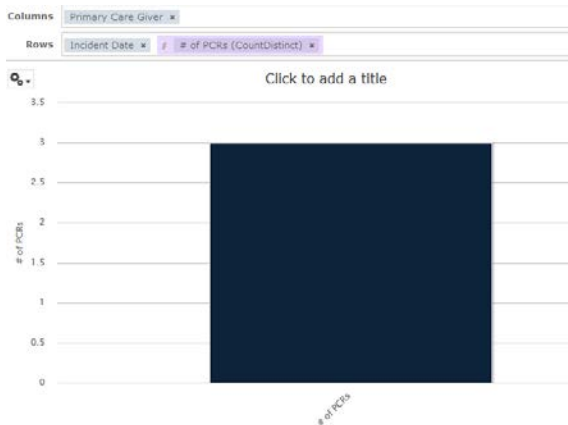 Columns Primary Care Giver ×
Rows Incident Date × # of PCRs (CountDistinct) ×
Click to add a title
3.5
3
2.5
2
1.5
1
0.5
0
# of PCRs
# of PCRs